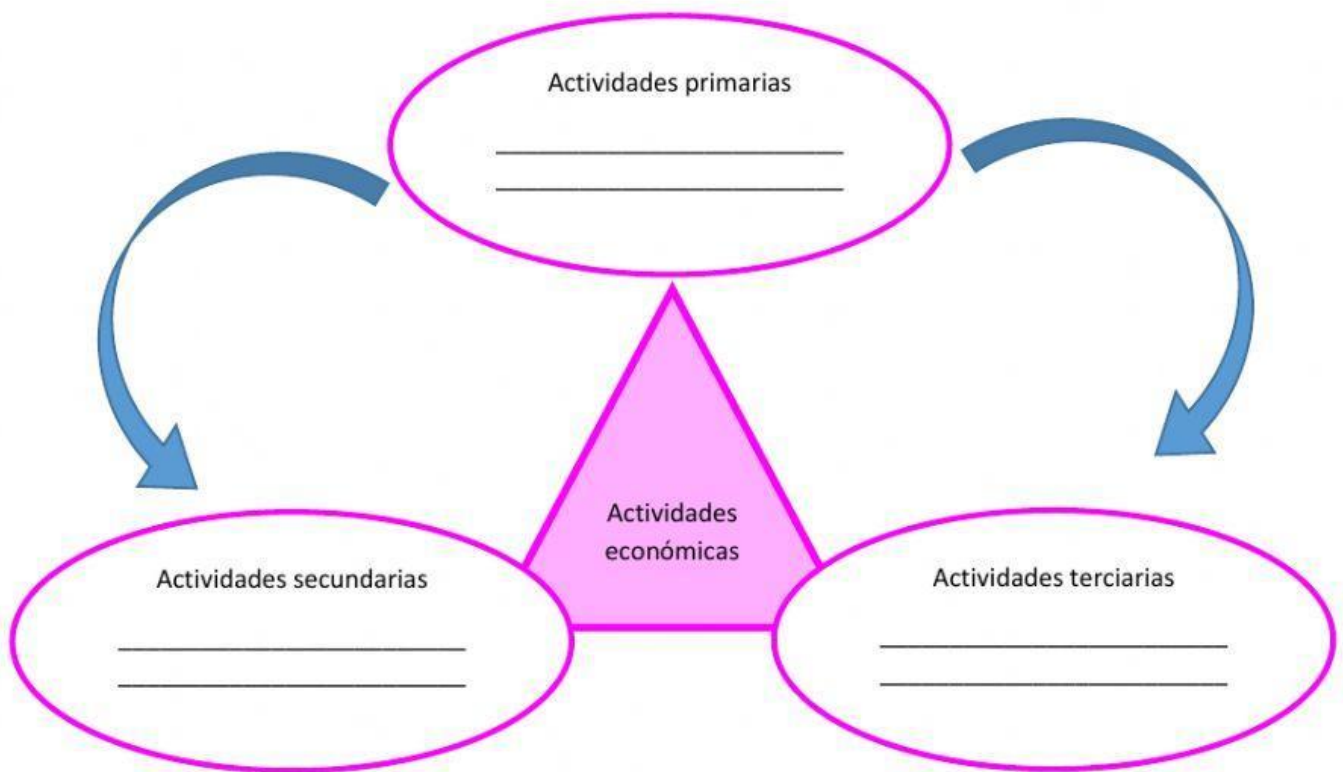 Actividades primarias
Actividades
económicas
Actividades secundarias
Actividades terciarias